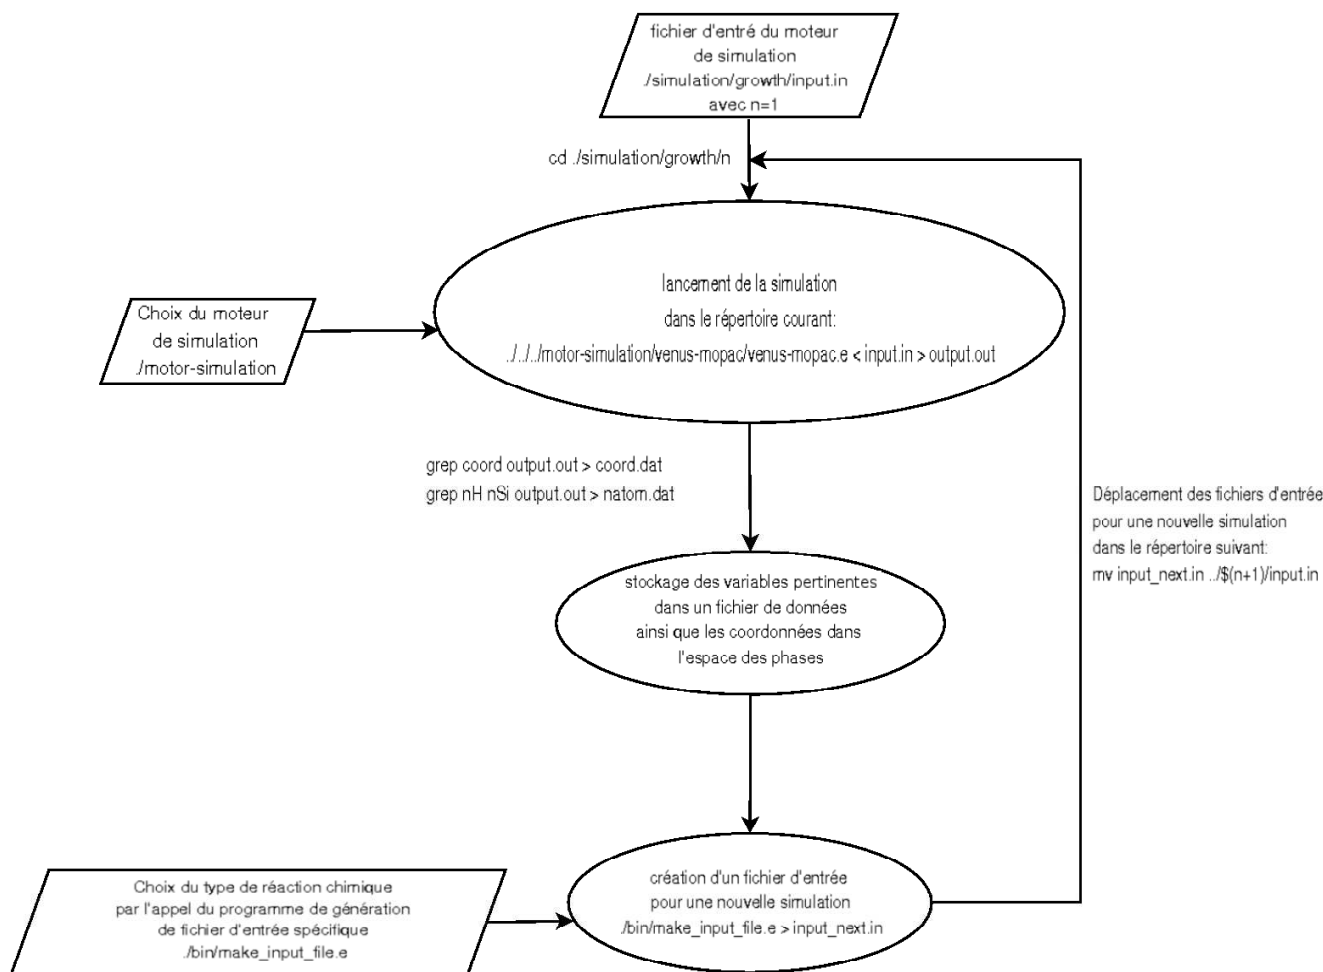 fichier d'entré du moteur
de simulation
./simulation/growth/input.in
avec n=1
cd ./simulation/growth/n
lancement de la simulation
dans le répertoire courant:
../../../motor-simulation/venus-mopac/venus-mopac.e < input.in > output.out
Choix du moteur
de simulation
./motor-simulation
grep coord output.out > coord.dat
grep nH nSi output.out > natom.dat
Déplacement des fichiers d'entrée
pour une nouvelle simulation
dans le répertoire suivant:
mv input_next.in ../$(n+1)/input.in
stockage des variables pertinentes
dans un fichier de données
ainsi que les coordonnées dans
l'espace des phases
création d'un fichier d'entrée
pour une nouvelle simulation
./bin/make_input_file.e > input_next.in
Choix du type de réaction chimique
par l'appel du programme de génération
de fichier d'entrée spécifique
./bin/make_input_file.e